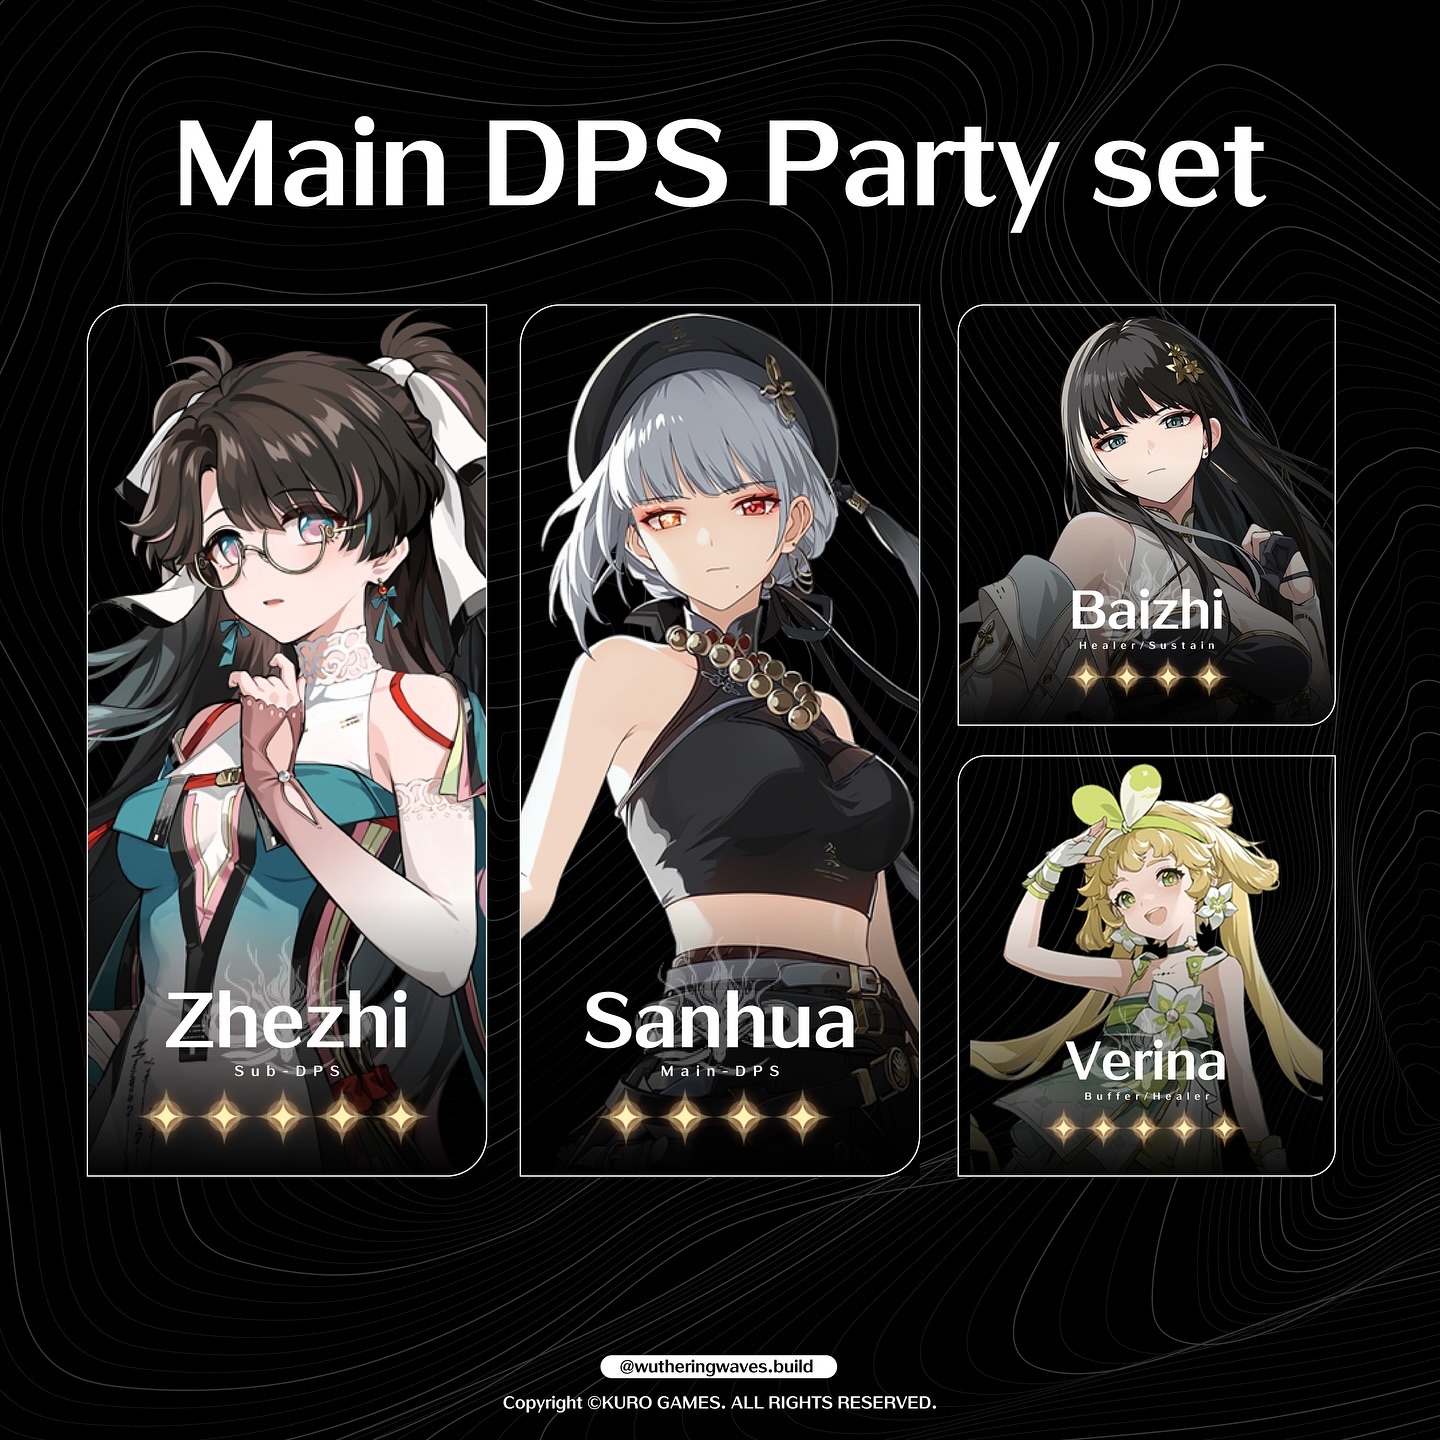 Main DPS Party set
Zhezhi
Sub-DPS
Sanhua
Main-DPS
Baizhi
Healer/Sustain
Verina
Buffer/Healer
@wutheringwaves.build
Copyright ©KURO GAMES. ALL RIGHTS RESERVED.